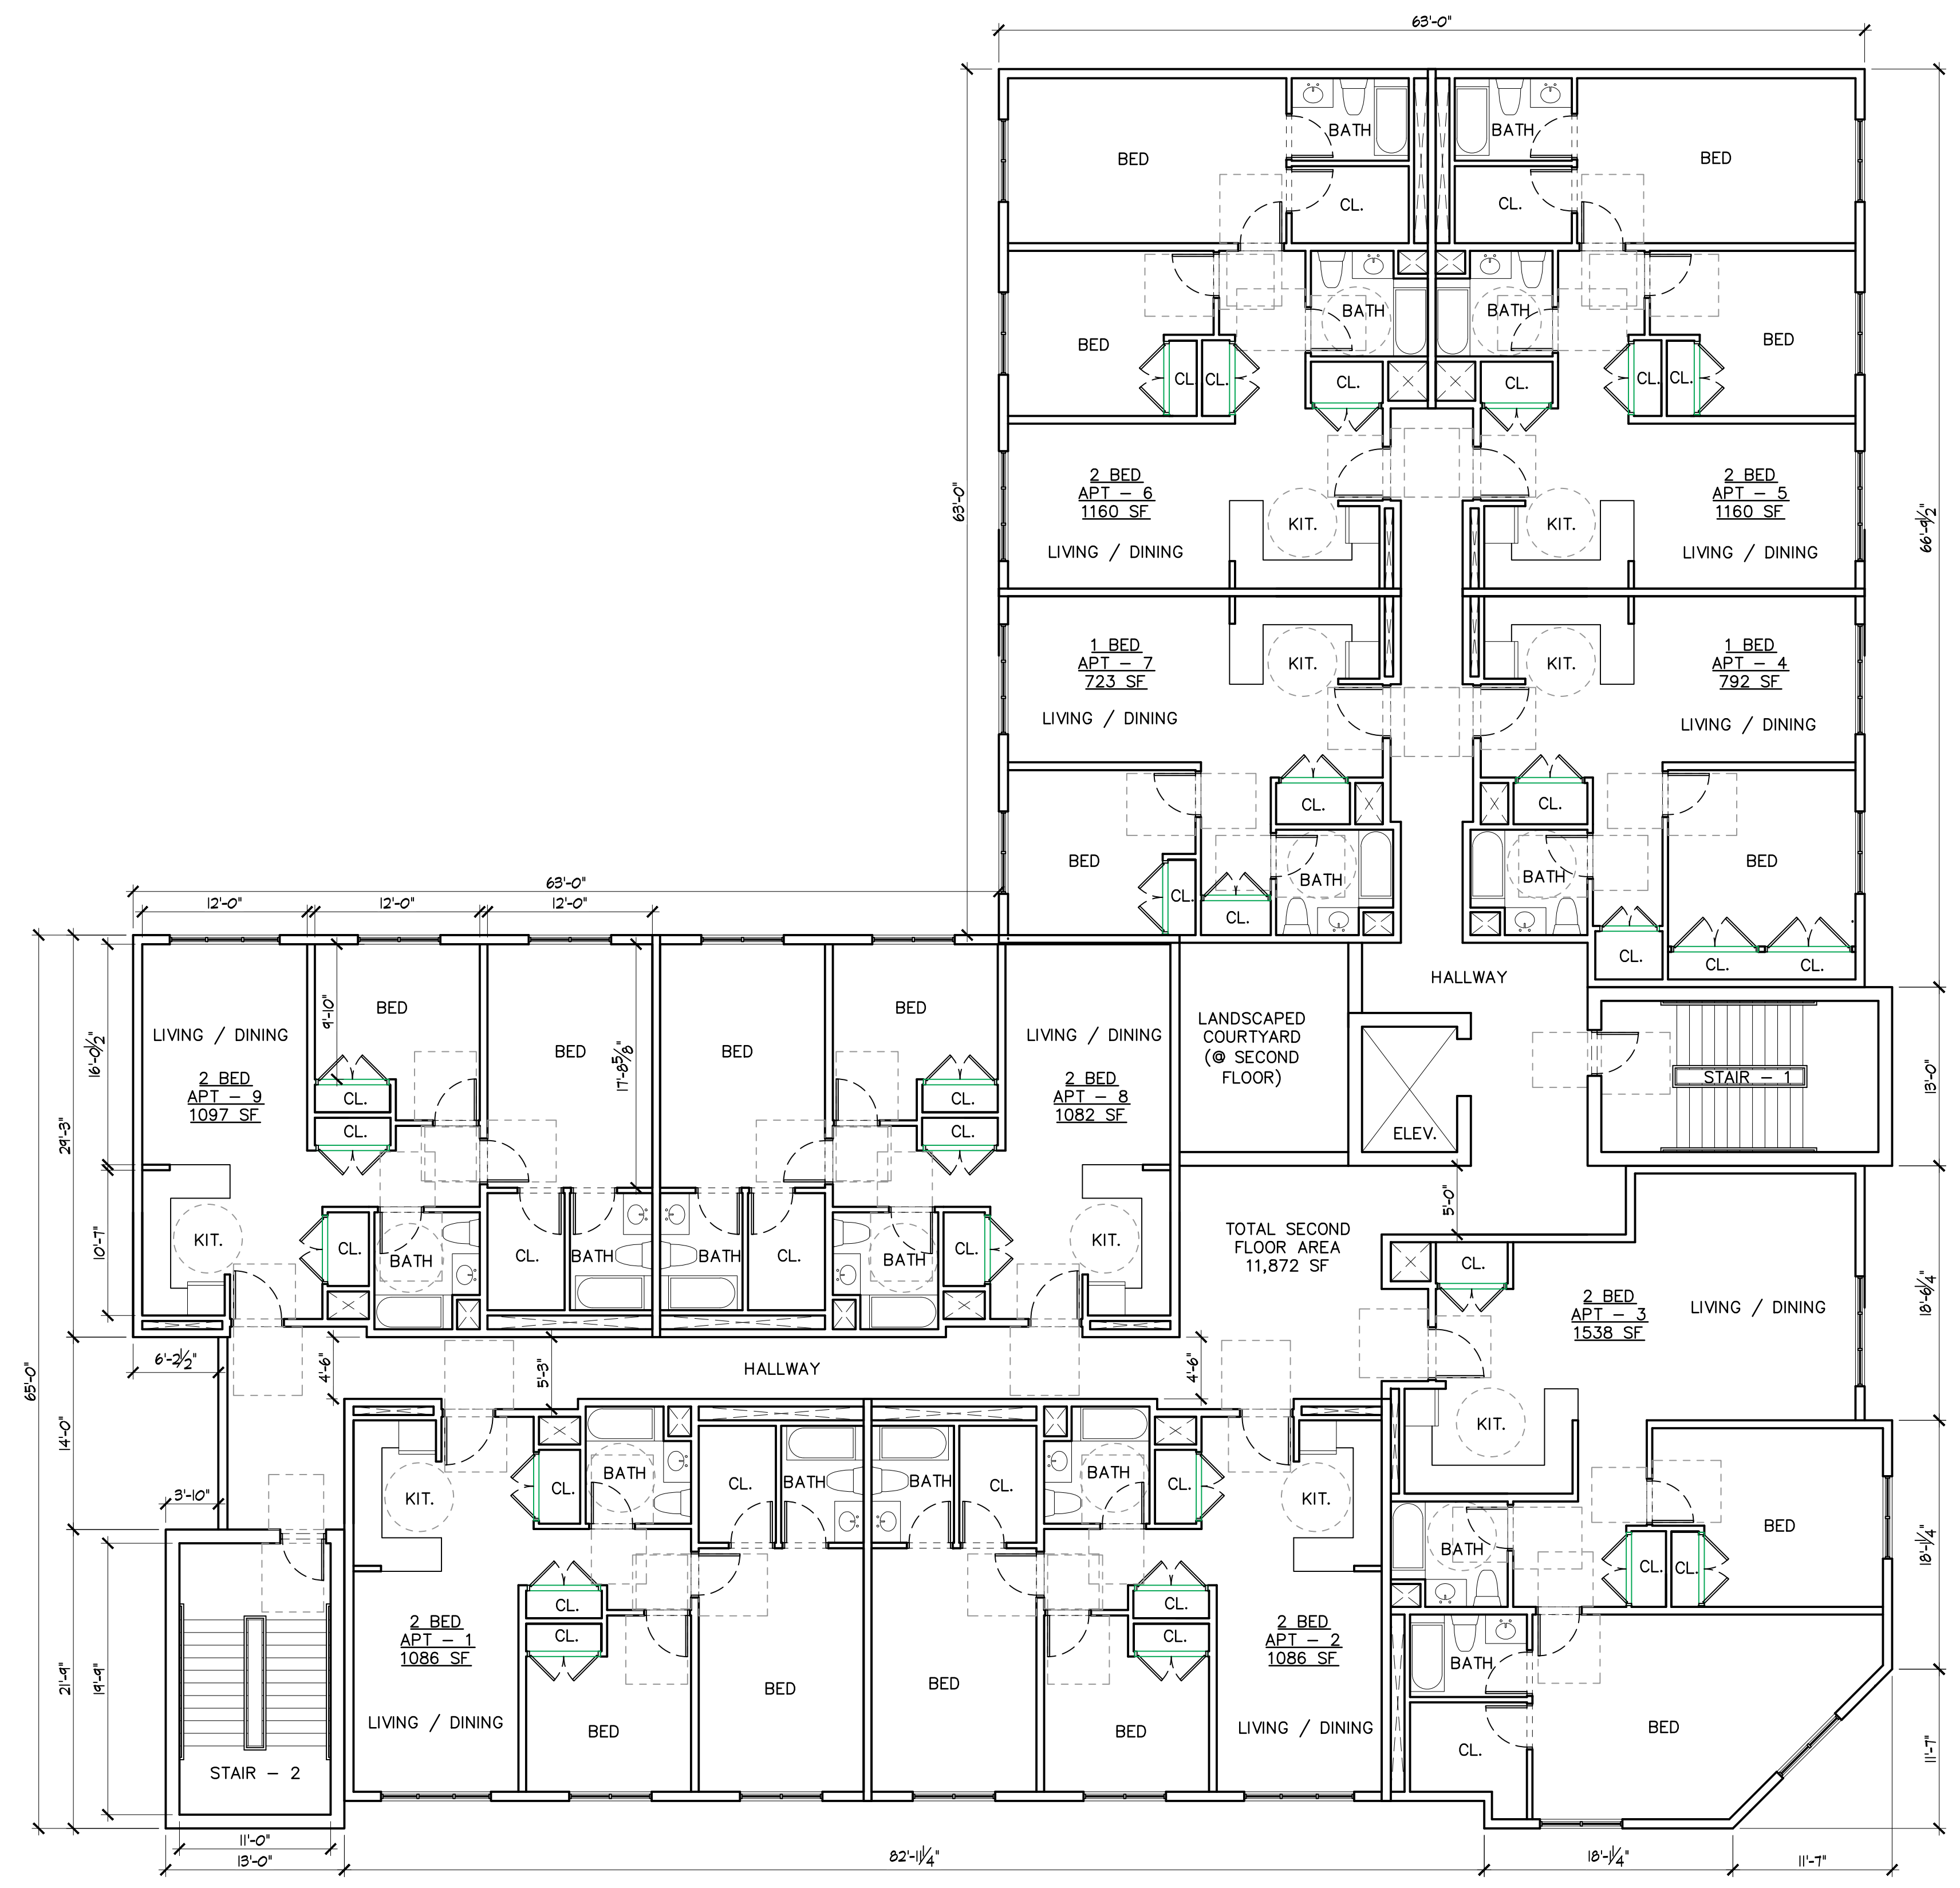 63'-0"
63'-0"
66'-9½"
BATH
BATH
BED
BED
CL.
CL.
BATH
BATH
BED
BED
CL.
CL.
CL.
CL.
CL.
CL.
2 BED
APT - 6
1160 SF
KIT.
LIVING / DINING
2 BED
APT - 5
1160 SF
KIT.
LIVING / DINING
1 BED
APT - 7
723 SF
KIT.
LIVING / DINING
1 BED
APT - 4
792 SF
KIT.
LIVING / DINING
CL.
CL.
BED
BATH
BATH
BED
CL.
CL.
CL.
CL.
CL.
63'-0"
12'-0"
12'-0"
12'-0"
65'-0"
29'-3"
14'-0"
21'-9"
16'-0½"
10'-7"
9'-10"
17'-8⅝"
BED
LIVING / DINING
BED
2 BED
APT - 9
1097 SF
CL.
CL.
KIT.
CL.
BATH
CL.
BATH
BED
BED
LIVING / DINING
2 BED
APT - 8
1082 SF
CL.
CL.
BATH
CL.
BATH
CL.
KIT.
HALLWAY
LANDSCAPED
COURTYARD
(@ SECOND
FLOOR)
ELEV.
STAIR - 1
13'-0"
5'-0"
TOTAL SECOND
FLOOR AREA
11,872 SF
CL.
2 BED
APT - 3
1538 SF
LIVING / DINING
18'-6¼"
6'-2½"
4'-6"
5'-3"
HALLWAY
4'-6"
KIT.
3'-10"
19'-9"
STAIR - 2
KIT.
CL.
BATH
CL.
BATH
CL.
CL.
2 BED
APT - 1
1086 SF
LIVING / DINING
BED
BED
BATH
CL.
BATH
CL.
KIT.
CL.
CL.
2 BED
APT - 2
1086 SF
BED
BED
LIVING / DINING
BATH
BED
CL.
CL.
18'-1¼"
BATH
BED
CL.
11'-7"
11'-0"
13'-0"
82'-11¼"
18'-1¼"
11'-7"